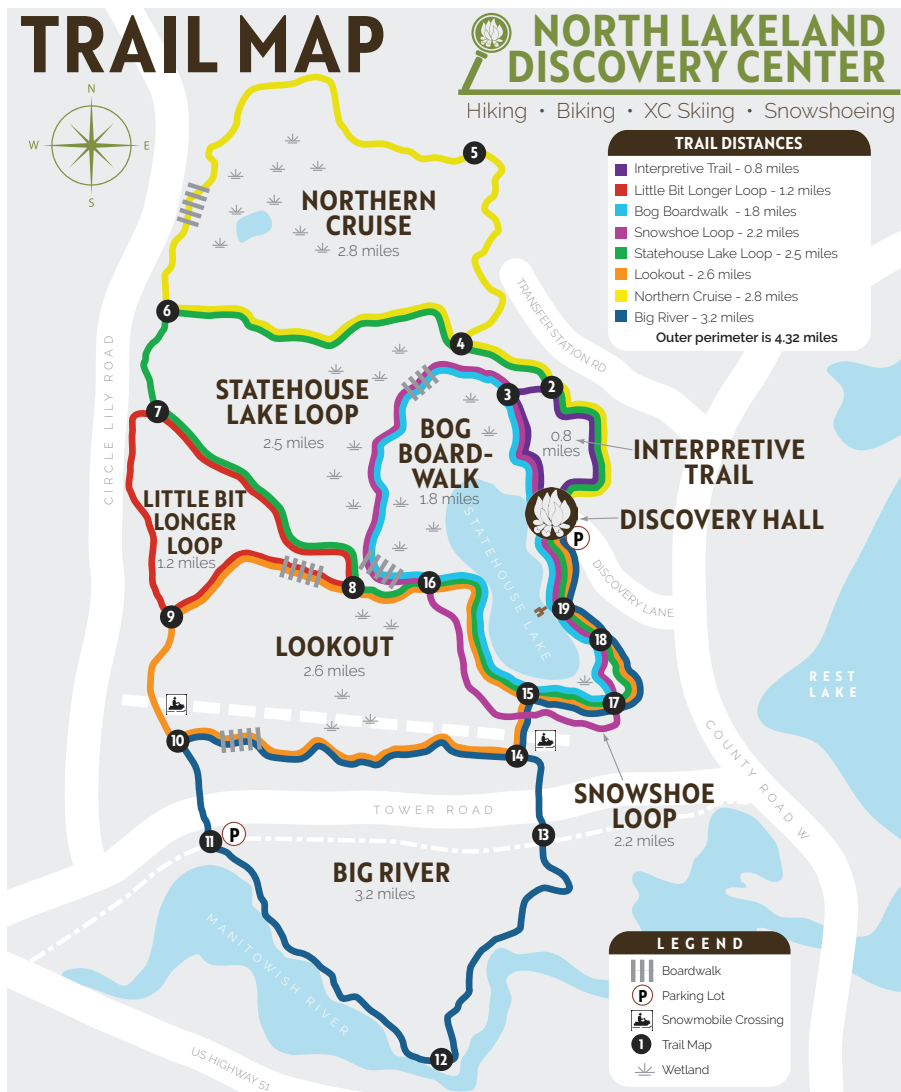 TRAIL MAP
NORTH LAKELAND
DISCOVERY CENTER
Hiking • Biking • XC Skiing • Snowshoeing
N
W
E
S
TRAIL DISTANCES
Interpretive Trail - 0.8 miles
Little Bit Longer Loop - 1.2 miles
Bog Boardwalk - 1.8 miles
Snowshoe Loop - 2.2 miles
Statehouse Lake Loop - 2.5 miles
Lookout - 2.6 miles
Northern Cruise - 2.8 miles
Big River - 3.2 miles
Outer perimeter is 4.32 miles
5
NORTHERN
CRUISE
2.8 miles
TRANSFER STATION RD
6
4
CIRCLE LILY ROAD
STATEHOUSE
LAKE LOOP
2.5 miles
3
2
7
BOG
BOARD-
WALK
1.8 miles
0.8
miles
INTERPRETIVE
TRAIL
LITTLE BIT
LONGER
LOOP
1.2 miles
DISCOVERY HALL
P
STATEHOUSE LAKE
DISCOVERY LANE
8
16
19
9
18
LOOKOUT
2.6 miles
REST
LAKE
15
17
10
14
COUNTY ROAD W
SNOWSHOE
LOOP
2.2 miles
TOWER ROAD
11
P
13
BIG RIVER
3.2 miles
MANITOWISH RIVER
12
US HIGHWAY 51
LEGEND
Boardwalk
P
Parking Lot
Snowmobile Crossing
1
Trail Map
Wetland